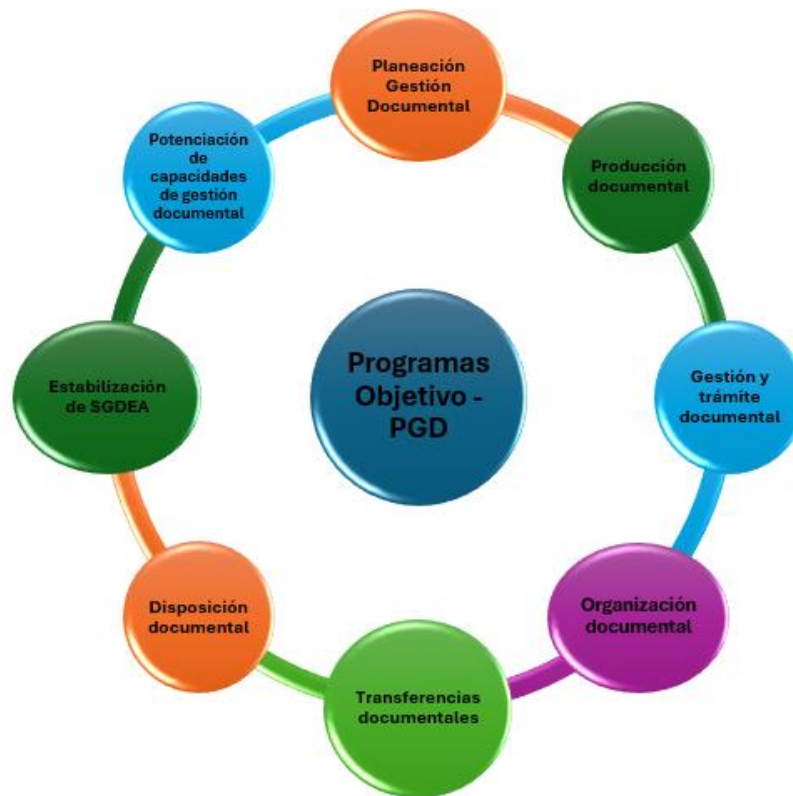 Planeación
Gestión
Documental
Producción
documental
Gestión y
trámite
documental
Organización
documental
Transferencias
documentales
Disposición
documental
Estabilización
de SGDEA
Potenciación
de
capacidades
de gestión
documental
Programas
Objetivo -
PGD